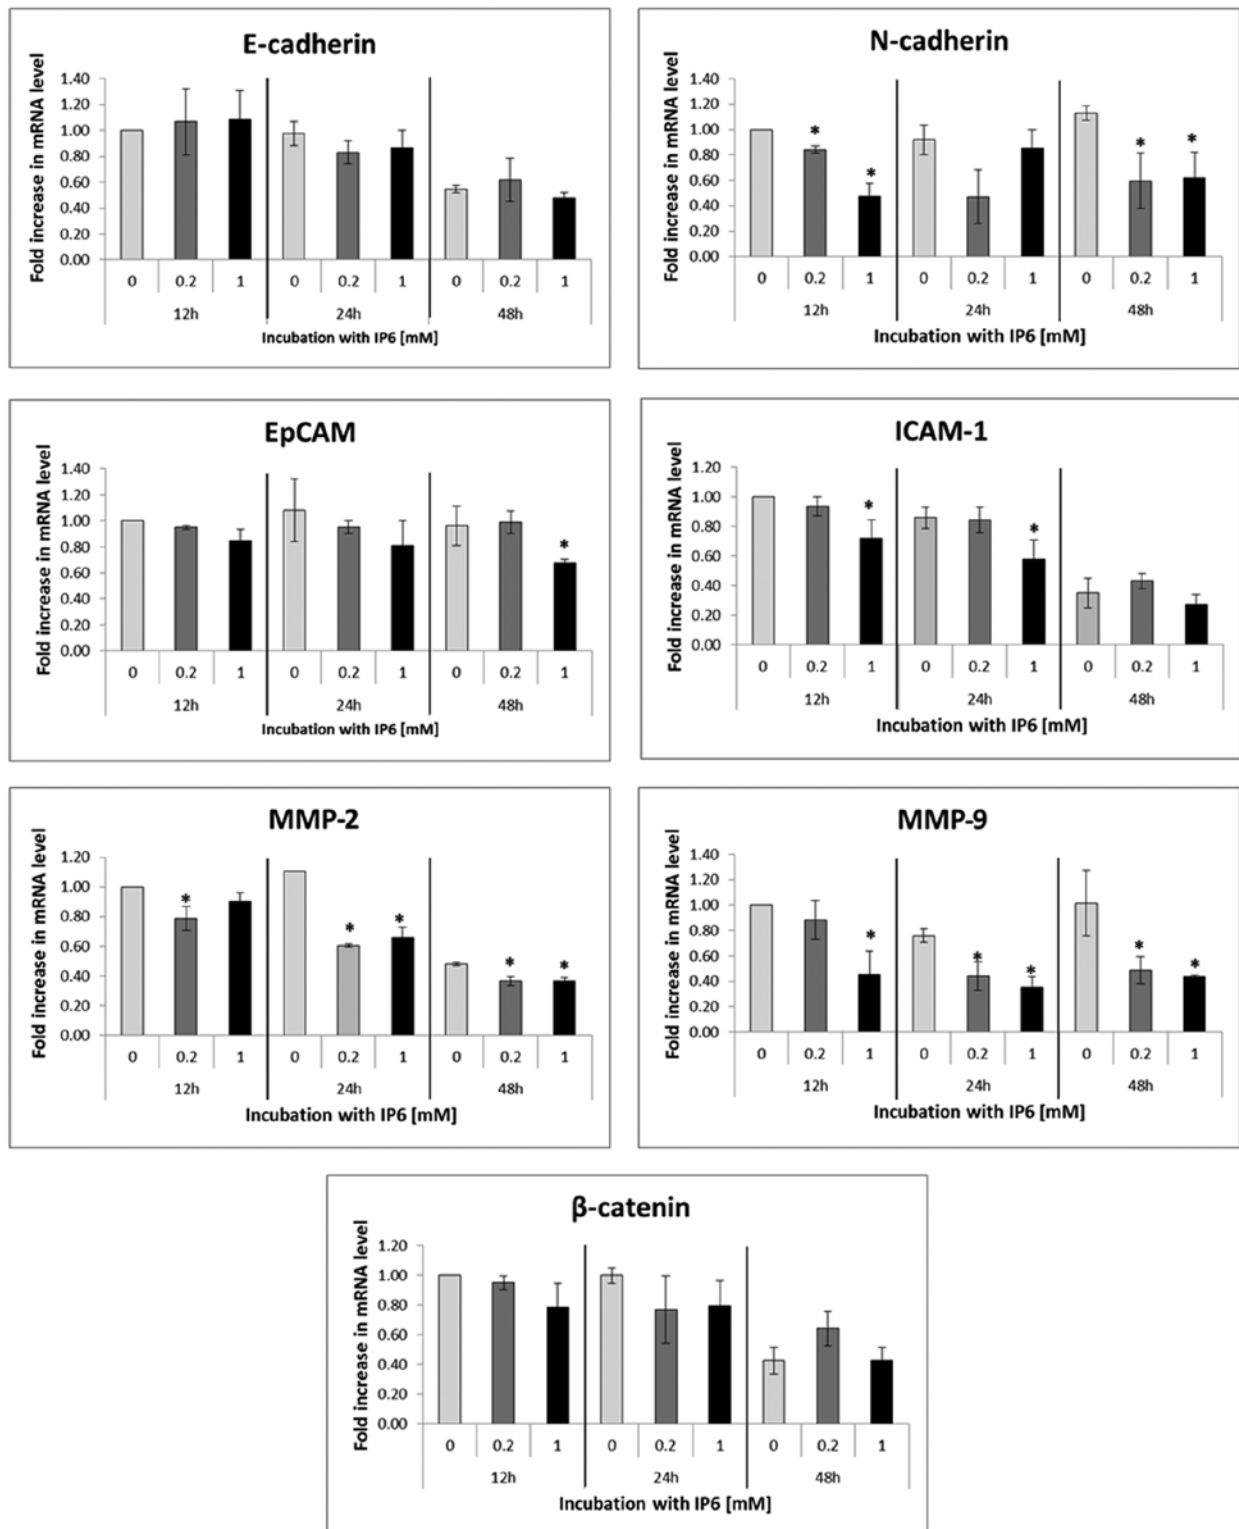 E-cadherin
Fold increase in mRNA level
1.40
1.20
1.00
0.80
0.60
0.40
0.20
0.00
0 0.2 1 0 0.2 1 0 0.2 1
12h 24h 48h
Incubation with IP6 [mM]
N-cadherin
Fold increase in mRNA level
1.40
1.20
1.00
0.80
0.60
0.40
0.20
0.00
* * * *
0 0.2 1 0 0.2 1 0 0.2 1
12h 24h 48h
Incubation with IP6 [mM]
EpCAM
Fold increase in mRNA level
1.40
1.20
1.00
0.80
0.60
0.40
0.20
0.00
*
0 0.2 1 0 0.2 1 0 0.2 1
12h 24h 48h
Incubation with IP6 [mM]
ICAM-1
Fold increase in mRNA level
1.20
1.00
0.80
0.60
0.40
0.20
0.00
* *
0 0.2 1 0 0.2 1 0 0.2 1
12h 24h 48h
Incubation with IP6 [mM]
MMP-2
Fold increase in mRNA level
1.20
1.00
0.80
0.60
0.40
0.20
0.00
* * * * *
0 0.2 1 0 0.2 1 0 0.2 1
12h 24h 48h
Incubation with IP6 [mM]
MMP-9
Fold increase in mRNA level
1.40
1.20
1.00
0.80
0.60
0.40
0.20
0.00
* * * * *
0 0.2 1 0 0.2 1 0 0.2 1
12h 24h 48h
Incubation with IP6 [mM]
β-catenin
Fold increase in mRNA level
1.20
1.00
0.80
0.60
0.40
0.20
0.00
0 0.2 1 0 0.2 1 0 0.2 1
12h 24h 48h
Incubation with IP6 [mM]